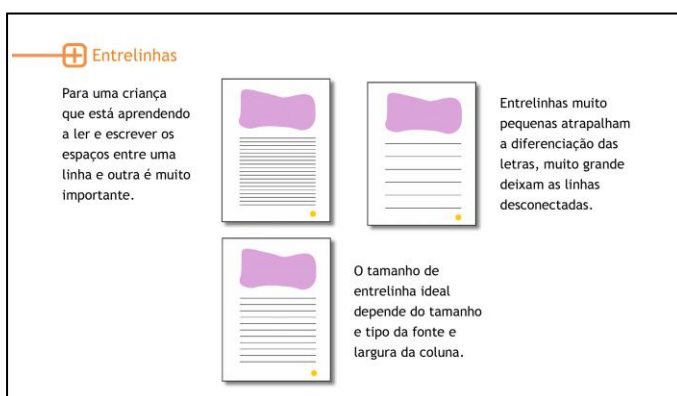 Entrelinhas
Para uma criança
que está aprendendo
a ler e escrever os
espaços entre uma
linha e outra é muito
importante.
Entrelinhas muito
pequenas atrapalham
a diferenciação das
letras, muito grande
deixam as linhas
desconectadas.
O tamanho de
entrelinha ideal
depende do tamanho
e tipo da fonte e
largura da coluna.